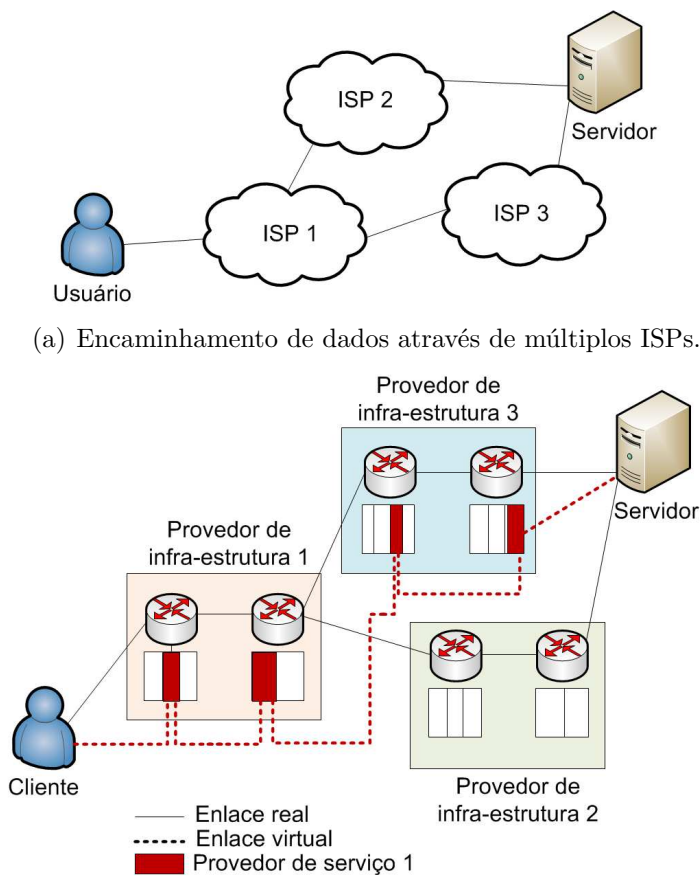 ISP 2
Servidor
ISP 1
ISP 3
Usuário
(a) Encaminhamento de dados através de múltiplos ISPs.
Provedor de
infra-estrutura 3
Servidor
Provedor de
infra-estrutura 1
Cliente
Provedor de
infra-estrutura 2
Enlace real
Enlace virtual
Provedor de serviço 1